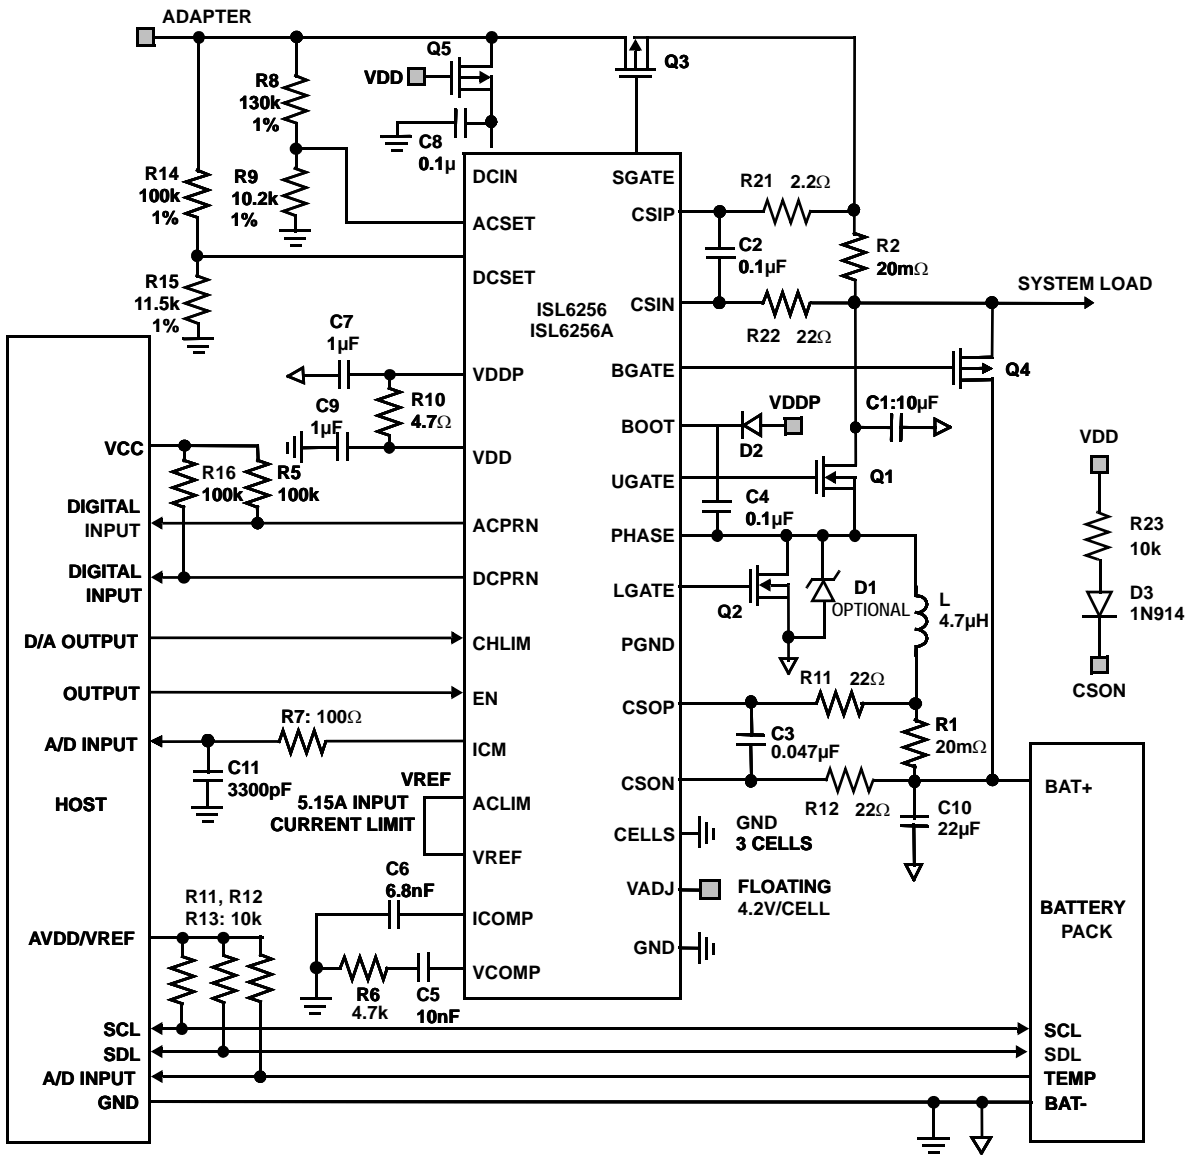 ADAPTER
Q5
VDD
Q3
R8
130k
1%
C8
0.1µ
R14
100k
1%
R9
10.2k
1%
DCIN
SGATE
R21 2.2Ω
ACSET
CSIP
C2
0.1µF
R2
20mΩ
R15
11.5k
1%
DCSET
CSIN
ISL6256
ISL6256A
SYSTEM LOAD
R22 22Ω
C7
1µF
VDDP
BGATE
Q4
R10
4.7Ω
C9
1µF
VDDP
C1:10µF
BOOT
D2
VDD
VCC
R16
100k
R5
100k
UGATE
Q1
VDD
DIGITAL
INPUT
C4
0.1µF
ACPRN
PHASE
R23
10k
DIGITAL
INPUT
DCPRN
LGATE
Q2
D1
OPTIONAL
L
4.7µH
D3
1N914
D/A OUTPUT
CHLIM
PGND
OUTPUT
EN
R11 22Ω
CSON
CSOP
R7: 100Ω
A/D INPUT
ICM
C3
0.047µF
R1
20mΩ
C11
3300pF
VREF
CSON
BAT+
HOST
5.15A INPUT
CURRENT LIMIT
ACLIM
R12 22Ω
C10
22µF
CELLS
GND
3 CELLS
VREF
C6
6.8nF
VADJ
FLOATING
4.2V/CELL
R11, R12
R13: 10k
BATTERY
PACK
ICOMP
AVDD/VREF
GND
VCOMP
R6
4.7k
C5
10nF
SCL
SCL
SDL
SDL
A/D INPUT
TEMP
GND
BAT-